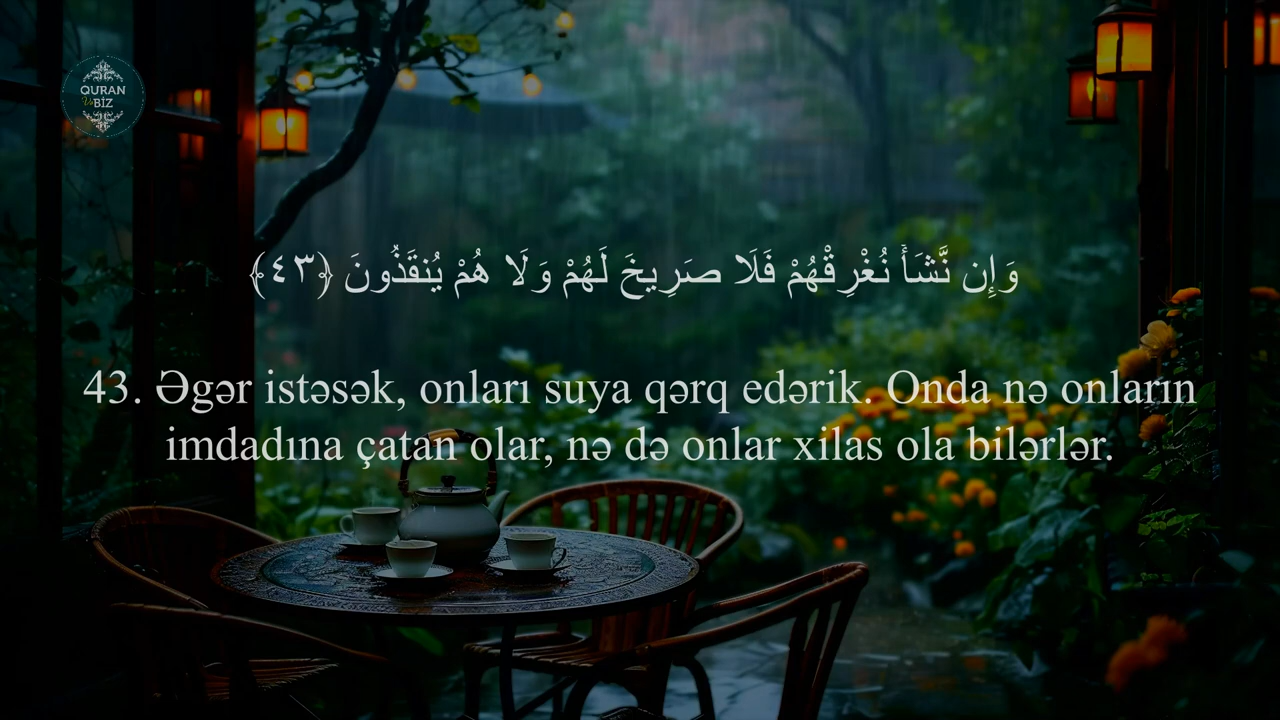 QURAN
Və
BİZ
وَإِن نَّشَأْ نُغْرِقْهُمْ فَلَا صَرِيخَ لَهُمْ وَلَا هُمْ يُنقَذُونَ ﴿٤٣﴾
43. Əgər istəsək, onları suya qərq edərik. Onda nə onların
imdadına çatan olar, nə də onlar xilas ola bilərlər.